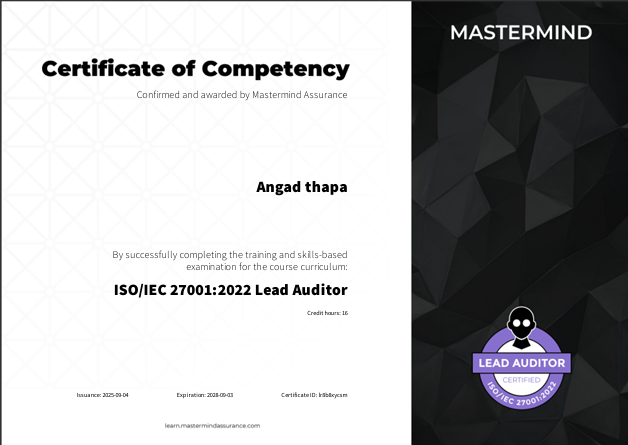 MASTERMIND
Certificate of Competency
Confirmed and awarded by Mastermind Assurance
Angad thapa
By successfully completing the training and skills-based
examination for the course curriculum:
ISO/IEC 27001:2022 Lead Auditor
Credit hours: 16
LEAD AUDITOR
CERTIFIED
ISO/IEC 27001:2022
Issuance: 2025-09-04 Expiration: 2028-09-03 Certificate ID:
learn.mastermindassurance.com